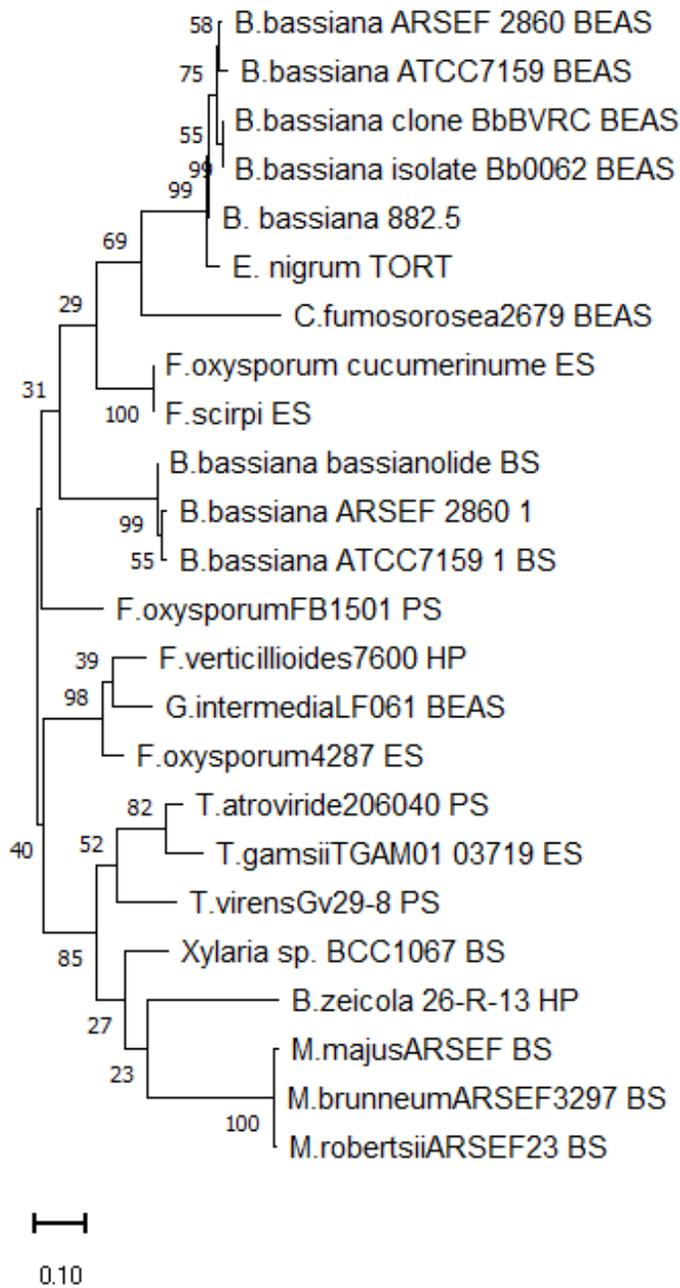 58 B.bassiana ARSEF 2860 BEAS
75 B.bassiana ATCC7159 BEAS
B.bassiana clone BbBVRC BEAS
55
99 B.bassiana isolate Bb0062 BEAS
99
B. bassiana 882.5
69
E. nigrum TORT
29
C.fumosorosea2679 BEAS
F.oxysporum cucumerinume ES
31
100 F.scirpi ES
B.bassiana bassianolide BS
B.bassiana ARSEF 2860 1
99
55 B.bassiana ATCC7159 1 BS
F.oxysporumFB1501 PS
39 F.verticillioides7600 HP
98 G.intermediaLF061 BEAS
F.oxysporum4287 ES
82 T.atroviride206040 PS
40 52 T.gamsiiTGAM01 03719 ES
T.virensGv29-8 PS
85 Xylaria sp. BCC1067 BS
B.zeicola 26-R-13 HP
27
M.majusARSEF BS
23
M.brunneumARSEF3297 BS
100
M.robertsiiARSEF23 BS
0.10